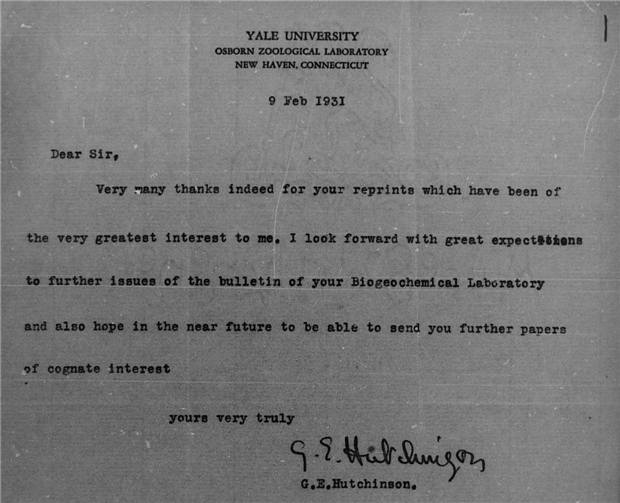 YALE UNIVERSITY
OSBORN ZOOLOGICAL LABORATORY
NEW HAVEN, CONNECTICUT
9 Feb 1931
Dear Sir,
Very many thanks indeed for your reprints which have been of
the very greatest interest to me. I look forward with great expectations
to further issues of the bulletin of your Biogeochemical Laboratory
and also hope in the near future to be able to send you further papers
of cognate interest
yours very truly
G. E. Hutchinson
G.E.Hutchinson.